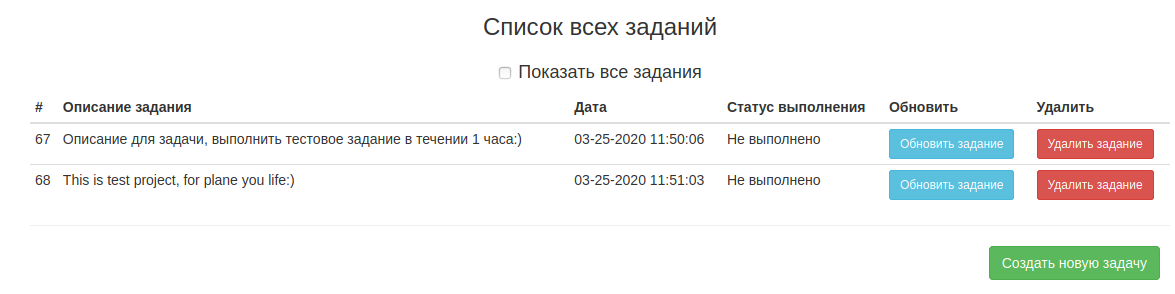 Список всех заданий
Показать все задания
# Описание задания Дата Статус выполнения Обновить Удалить
67 Описание для задачи, выполнить тестовое задание в течении 1 часа:) 03-25-2020 11:50:06 Не выполнено Обновить задание Удалить задание
68 This is test project, for plane you life:) 03-25-2020 11:51:03 Не выполнено Обновить задание Удалить задание
Создать новую задачу